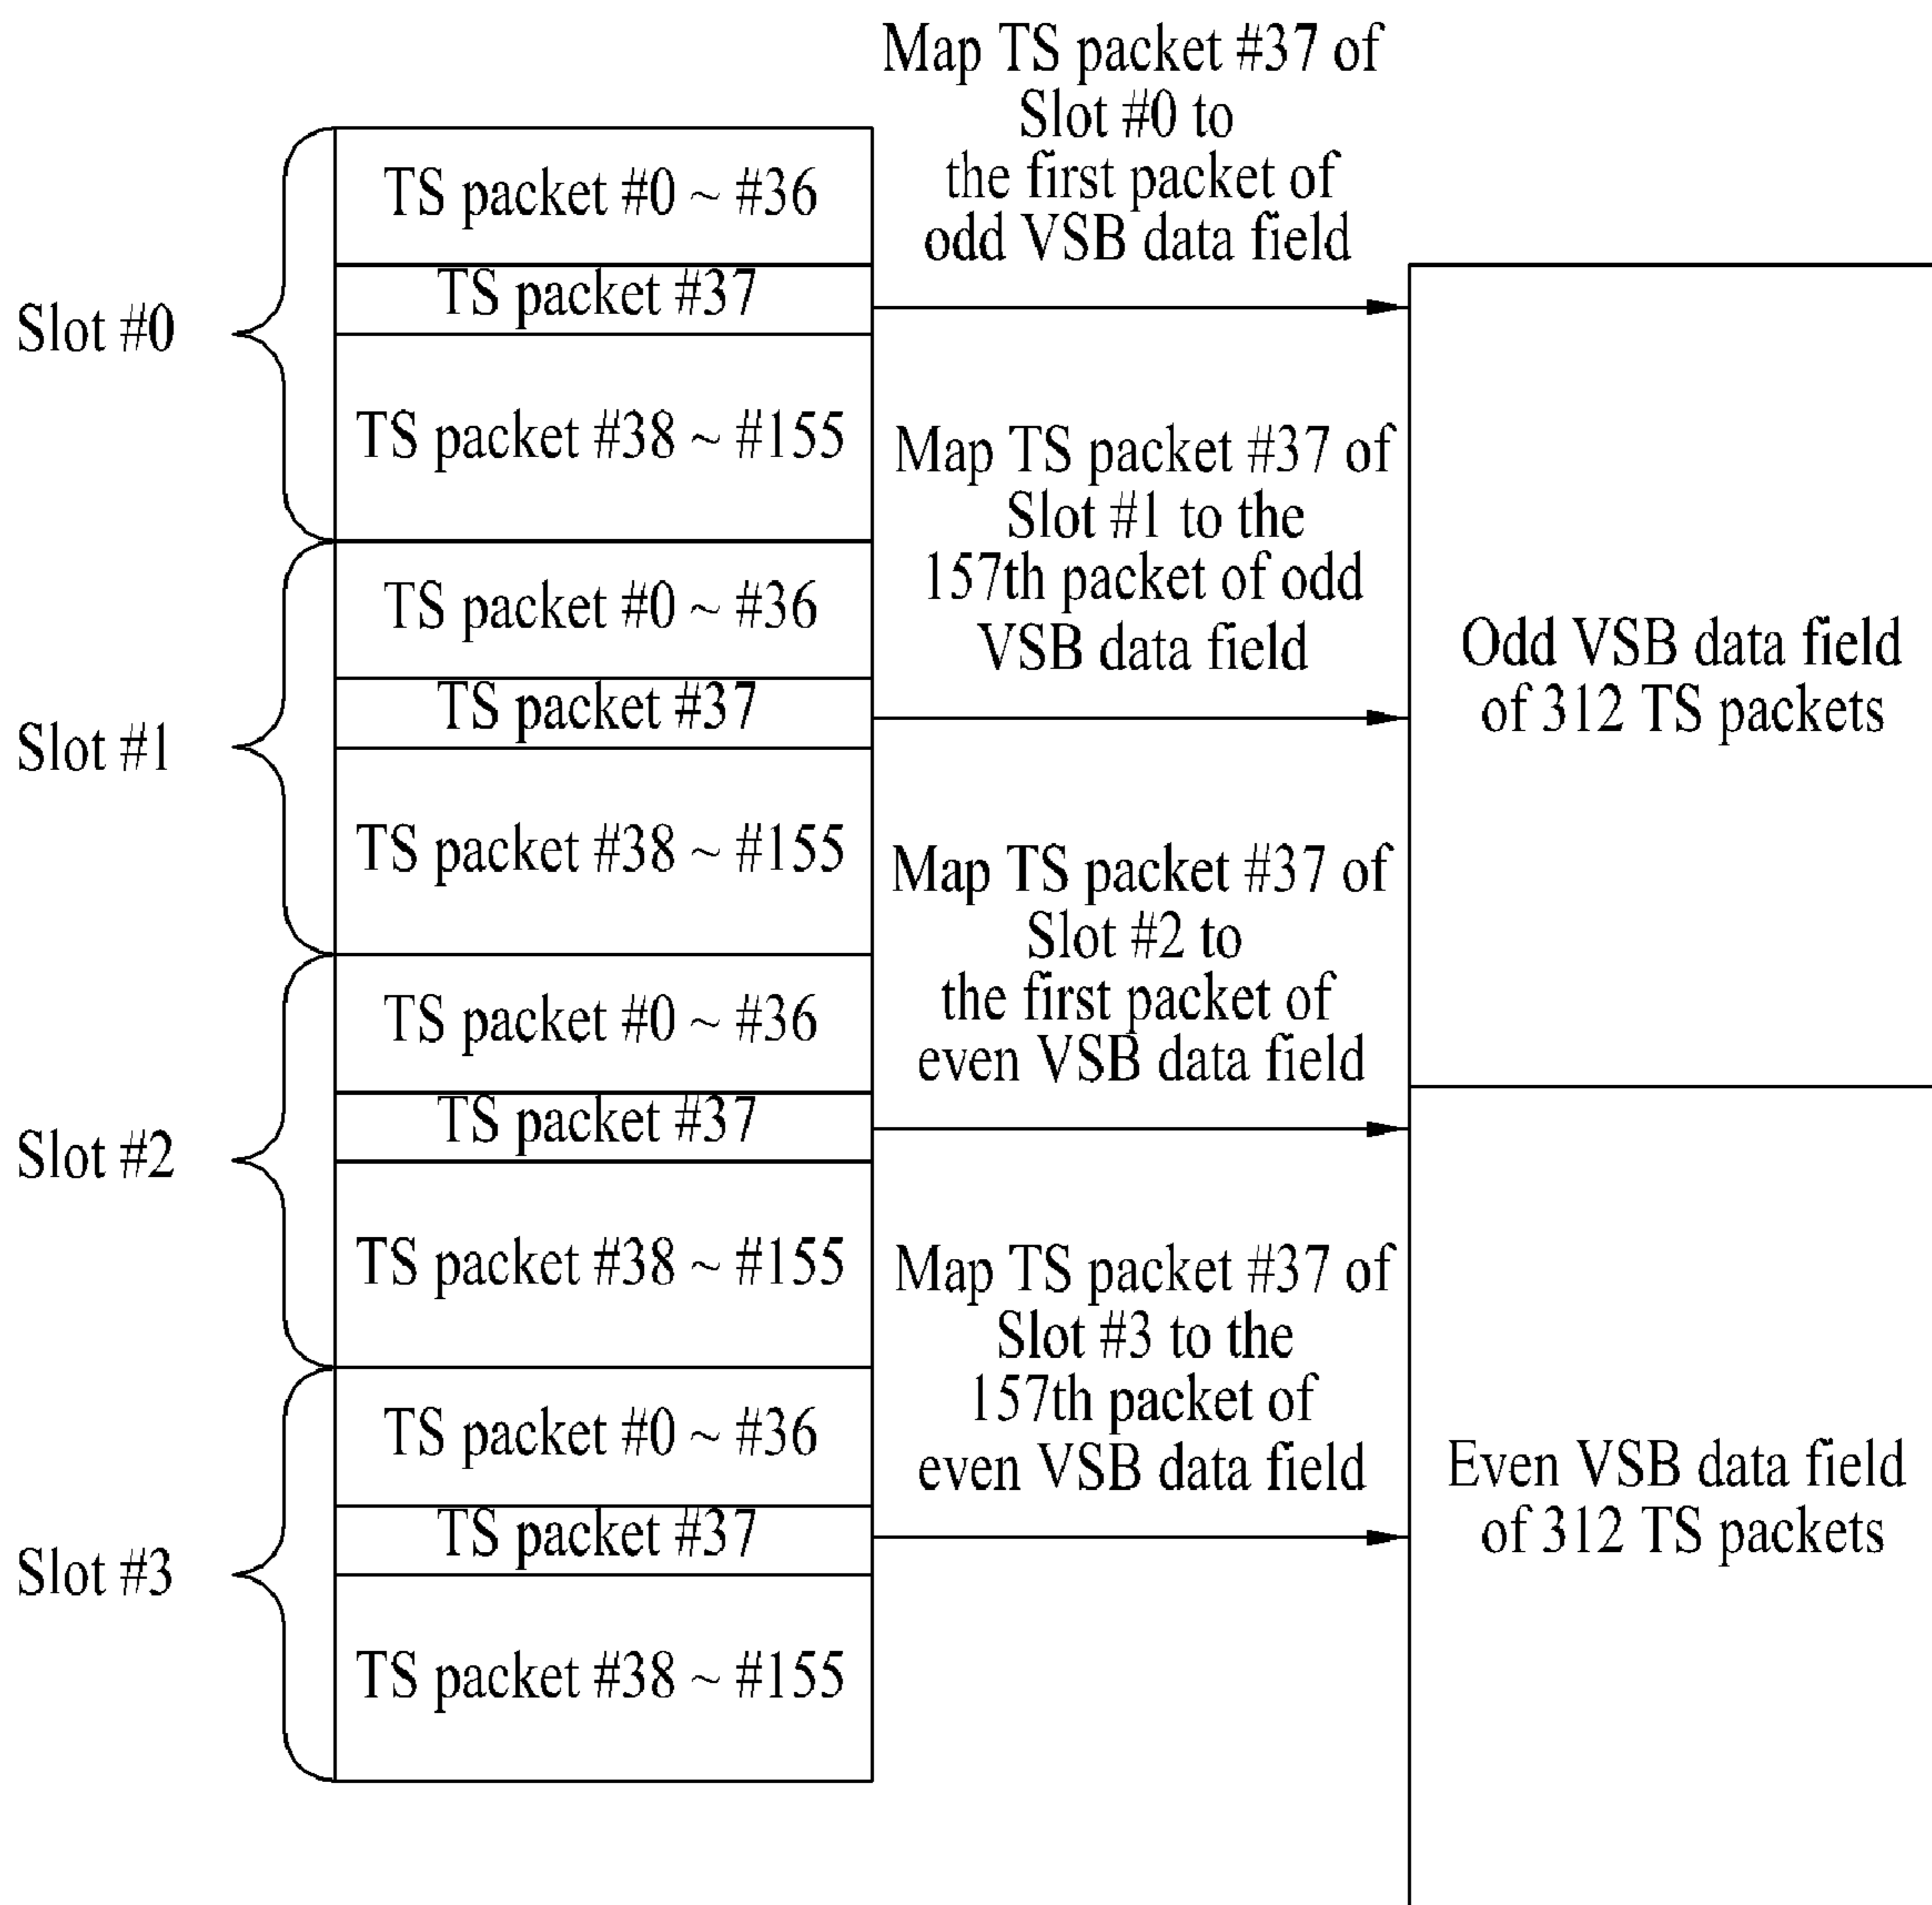 Map TS packet #37 of
Slot #0 to
the first packet of
odd VSB data field
TS packet #0 ~ #36
TS packet #37
Slot #0
TS packet #38 ~ #155
Map TS packet #37 of
Slot #1 to the
157th packet of odd
VSB data field
TS packet #0 ~ #36
Odd VSB data field
of 312 TS packets
TS packet #37
Slot #1
TS packet #38 ~ #155
Map TS packet #37 of
Slot #2 to
the first packet of
even VSB data field
TS packet #0 ~ #36
TS packet #37
Slot #2
TS packet #38 ~ #155
Map TS packet #37 of
Slot #3 to the
157th packet of
even VSB data field
TS packet #0 ~ #36
Even VSB data field
of 312 TS packets
TS packet #37
Slot #3
TS packet #38 ~ #155